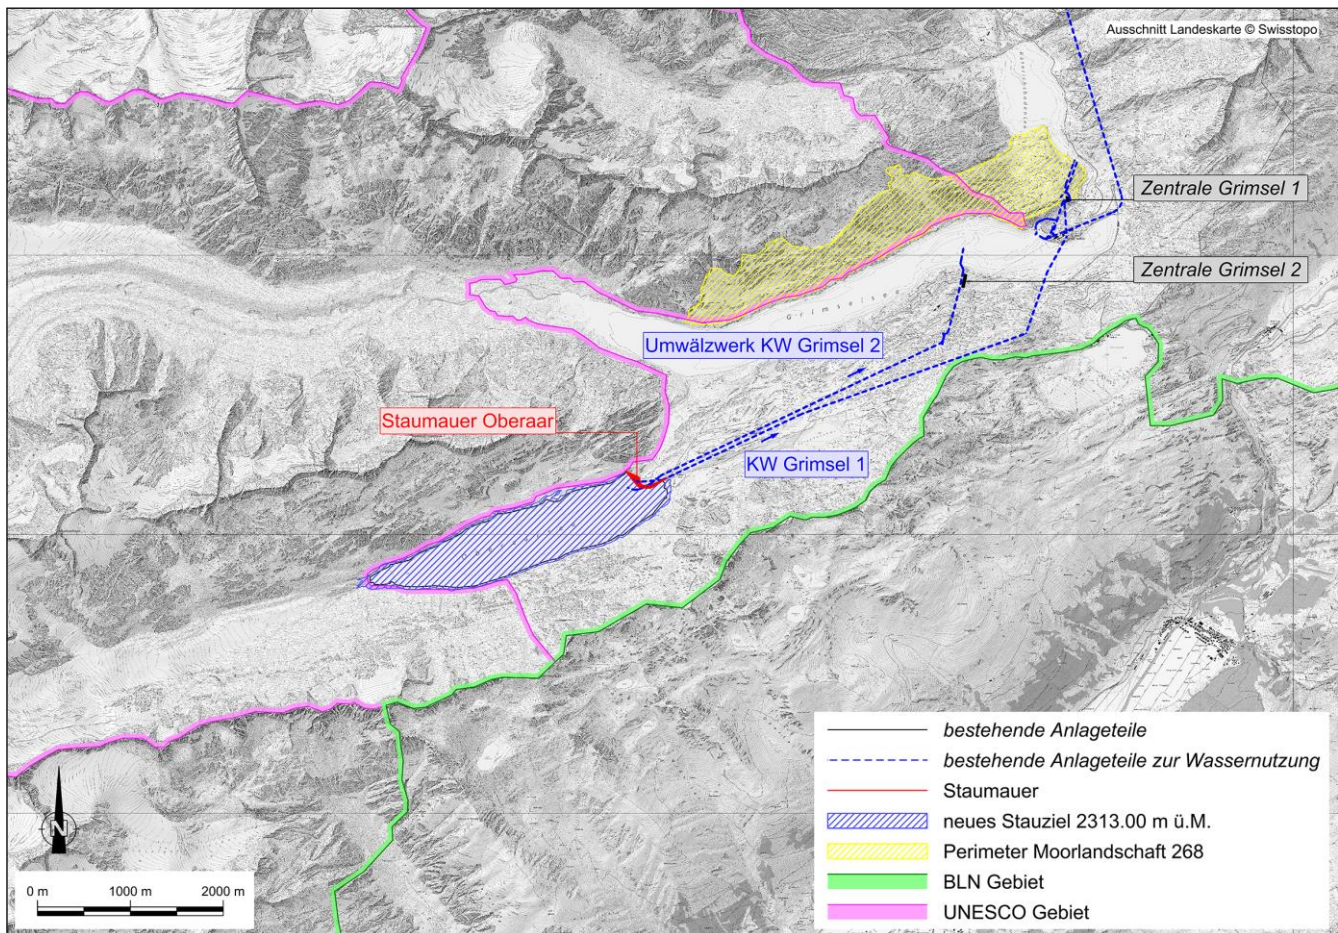 Ausschnitt Landeskarte © Swisstopo
Zentrale Grimsel 1
Zentrale Grimsel 2
Grimselsee
Umwälzwerk KW Grimsel 2
Staumauer Oberaar
KW Grimsel 1
bestehende Anlageteile
bestehende Anlageteile zur Wassernutzung
Staumauer
neues Stauziel 2313.00 m ü.M.
Perimeter Moorlandschaft 268
BLN Gebiet
UNESCO Gebiet
N
0 m 1000 m 2000 m